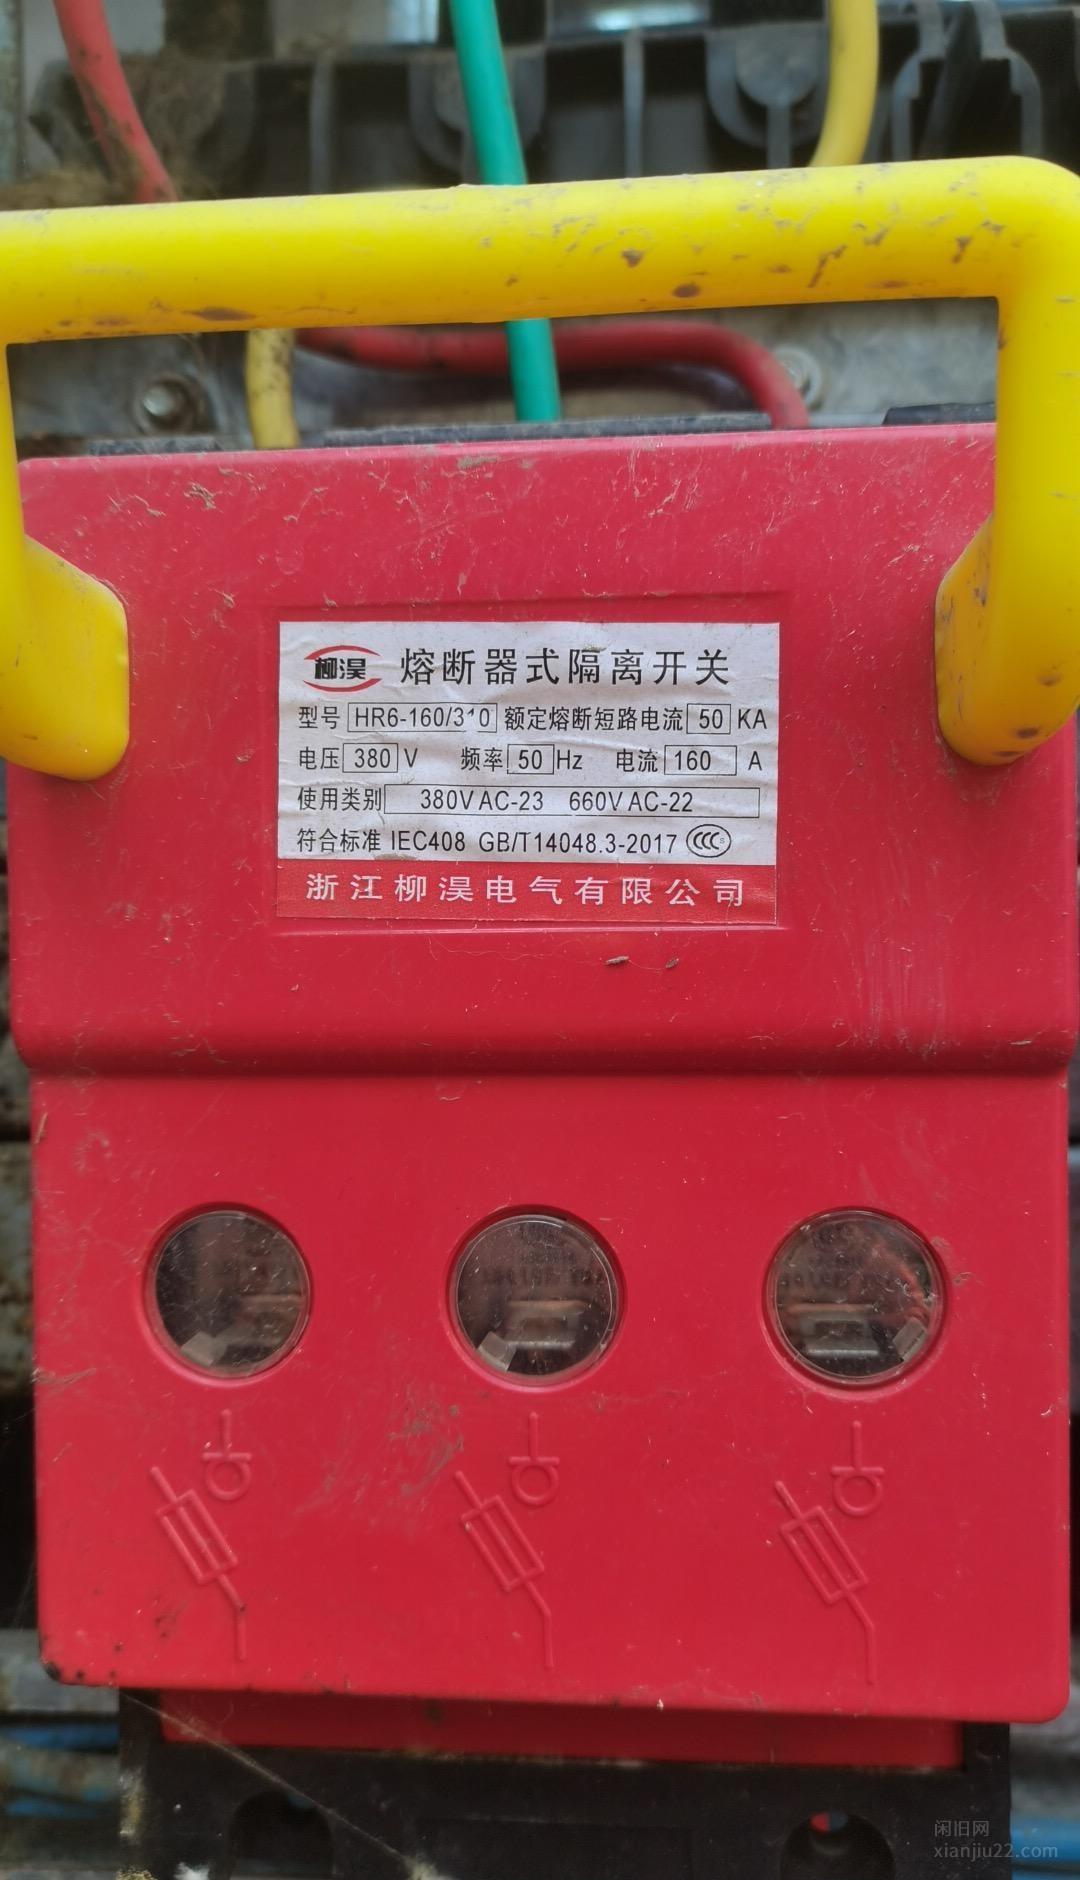 柳淏 熔断器式隔离开关
型号 HR6-160/310 额定熔断短路电流 50 KA
电压 380 V 频率 50 Hz 电流 160 A
使用类别 380V AC-23 660V AC-22
符合标准 IEC408 GB/T14048.3-2017 CCC S
浙江柳淏电气有限公司
闲旧网
xianjiu22.com